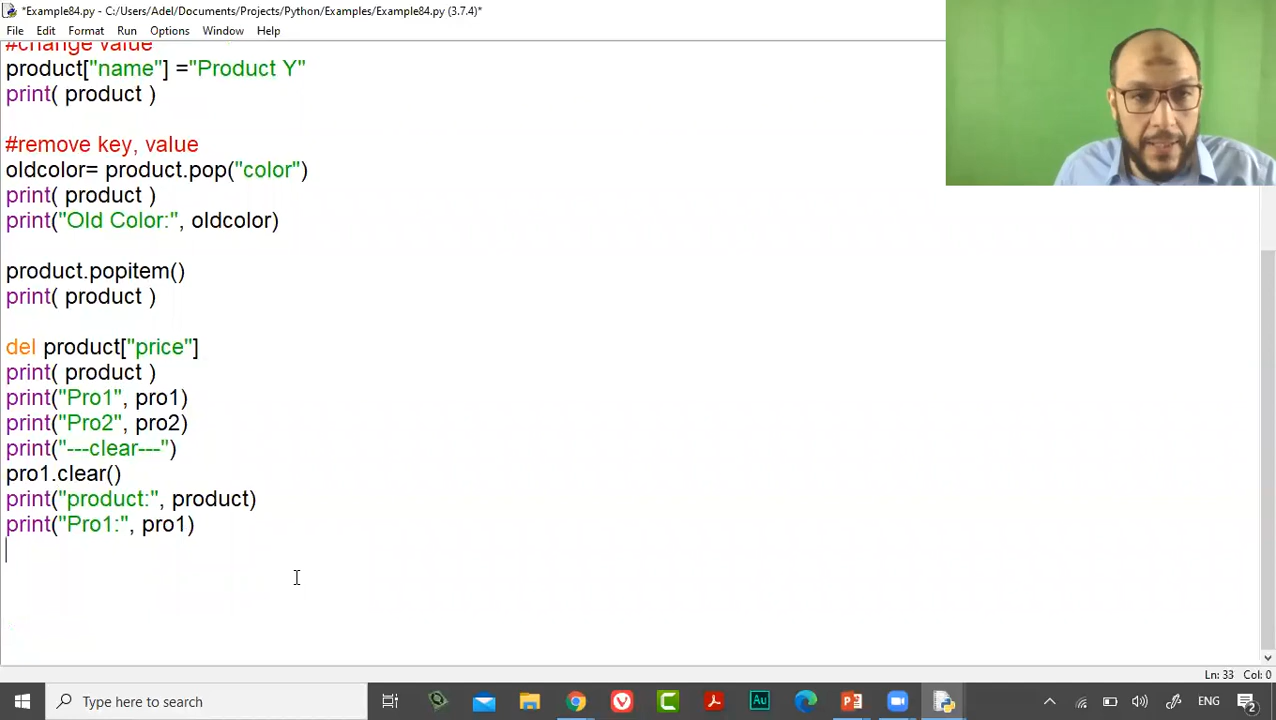 *Example84.py - C:/Users/Adel/Documents/Projects/Python/Examples/Example84.py (3.7.4)*
File Edit Format Run Options Window Help
#change value
product["name"] ="Product Y"
print( product )
#remove key, value
oldcolor= product.pop("color")
print( product )
print("Old Color:", oldcolor)
product.popitem()
print( product )
del product["price"]
print( product )
print("Pro1", pro1)
print("Pro2", pro2)
print("---clear---")
pro1.clear()
print("product:", product)
print("Pro1:", pro1)
Ln: 33 Col: 0
Type here to search
Au
ENG
2